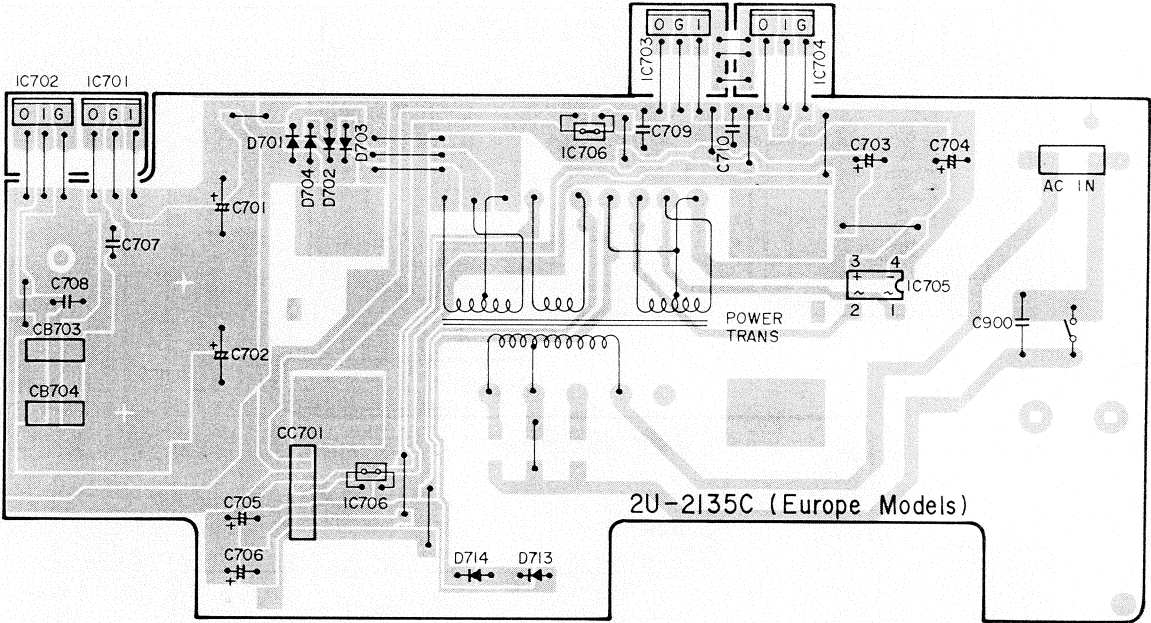 O G I
O I G
IC703
IC704
IC702 IC701
O I G
O G I
D701
D704
D702
D703
IC706
C709
C710
C703
C704
AC IN
C701
C707
C708
3 4
+ -
~ ~
2 1
IC705
CB703
C702
POWER
TRANS
C900
CB704
CC701
IC706
C705
2U-2135C (Europe Models)
C706
D714
D713
+
+
+
+
+
+